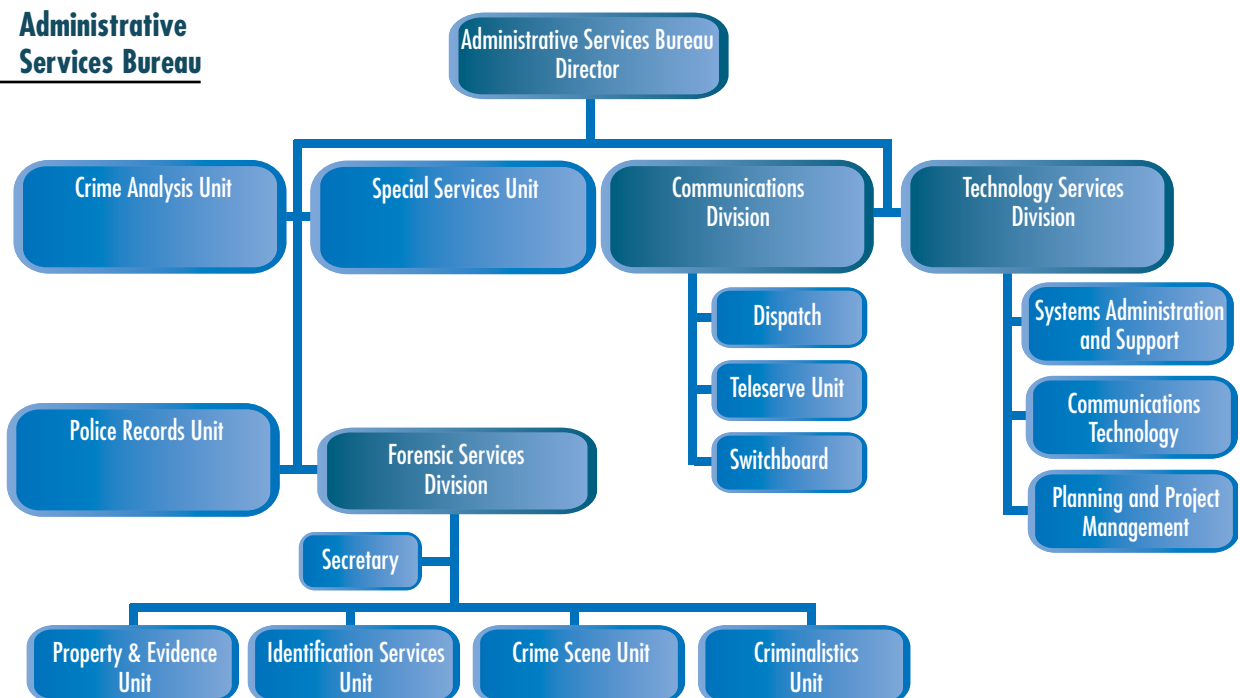 Administrative
Services Bureau
Administrative Services Bureau
Director
Crime Analysis Unit
Special Services Unit
Communications
Division
Technology Services
Division
Dispatch
Teleserve Unit
Switchboard
Systems Administration
and Support
Communications
Technology
Planning and Project
Management
Police Records Unit
Forensic Services
Division
Secretary
Property & Evidence
Unit
Identification Services
Unit
Crime Scene Unit
Criminalistics
Unit